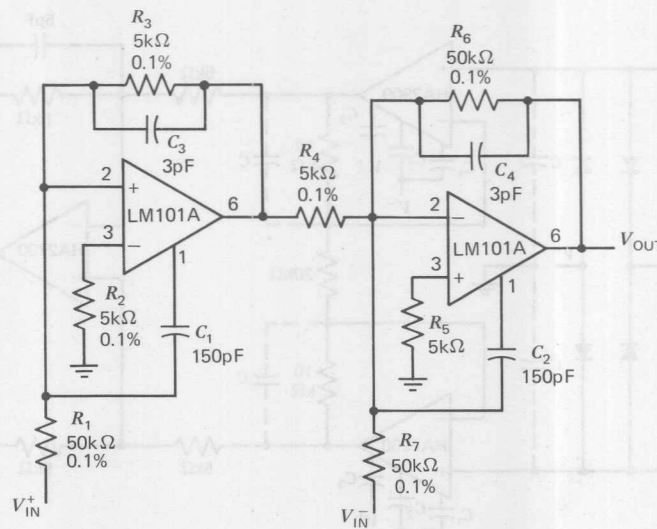 R3
5kΩ
0.1%
C3
3pF
2
+
LM101A
6
3
−
1
R2
5kΩ
0.1%
C1
150pF
R1
50kΩ
0.1%
V+IN
R4
5kΩ
0.1%
R6
50kΩ
0.1%
C4
3pF
2
−
LM101A
6
3
+
1
VOUT
R5
5kΩ
C2
150pF
R7
50kΩ
0.1%
V−IN